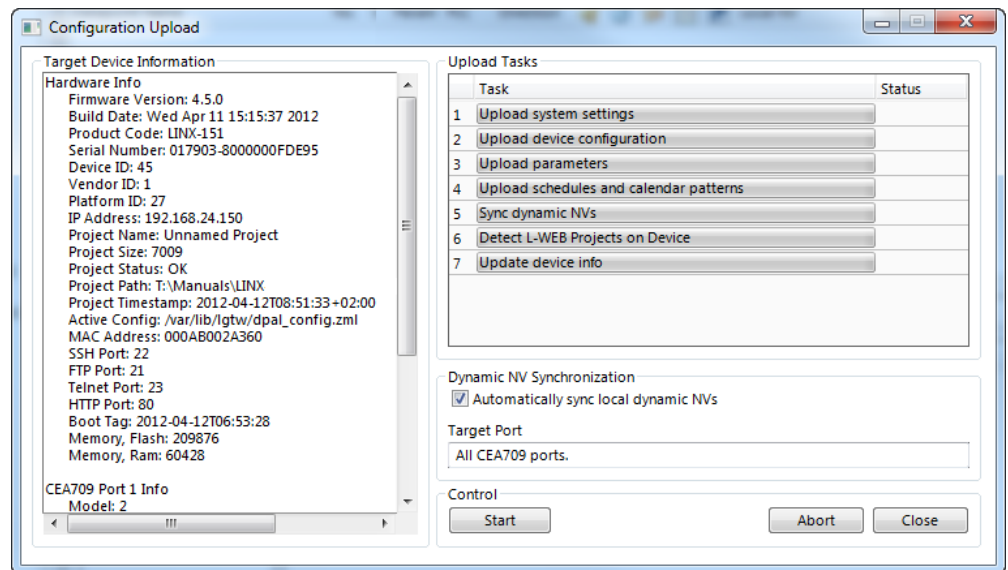 Configuration Upload
Target Device Information
Hardware Info
Firmware Version: 4.5.0
Build Date: Wed Apr 11 15:15:37 2012
Product Code: LINX-151
Serial Number: 017903-8000000FDE95
Device ID: 45
Vendor ID: 1
Platform ID: 27
IP Address: 192.168.24.150
Project Name: Unnamed Project
Project Size: 7009
Project Status: OK
Project Path: T:\Manuals\LINX
Project Timestamp: 2012-04-12T08:51:33+02:00
Active Config: /var/lib/lgtw/dpal_config.zml
MAC Address: 000AB002A360
SSH Port: 22
FTP Port: 21
Telnet Port: 23
HTTP Port: 80
Boot Tag: 2012-04-12T06:53:28
Memory, Flash: 209876
Memory, Ram: 60428
CEA709 Port 1 Info
Model: 2
Upload Tasks
Task Status
1 Upload system settings
2 Upload device configuration
3 Upload parameters
4 Upload schedules and calendar patterns
5 Sync dynamic NVs
6 Detect L-WEB Projects on Device
7 Update device info
Dynamic NV Synchronization
Automatically sync local dynamic NVs
Target Port
All CEA709 ports.
Control
Start Abort Close